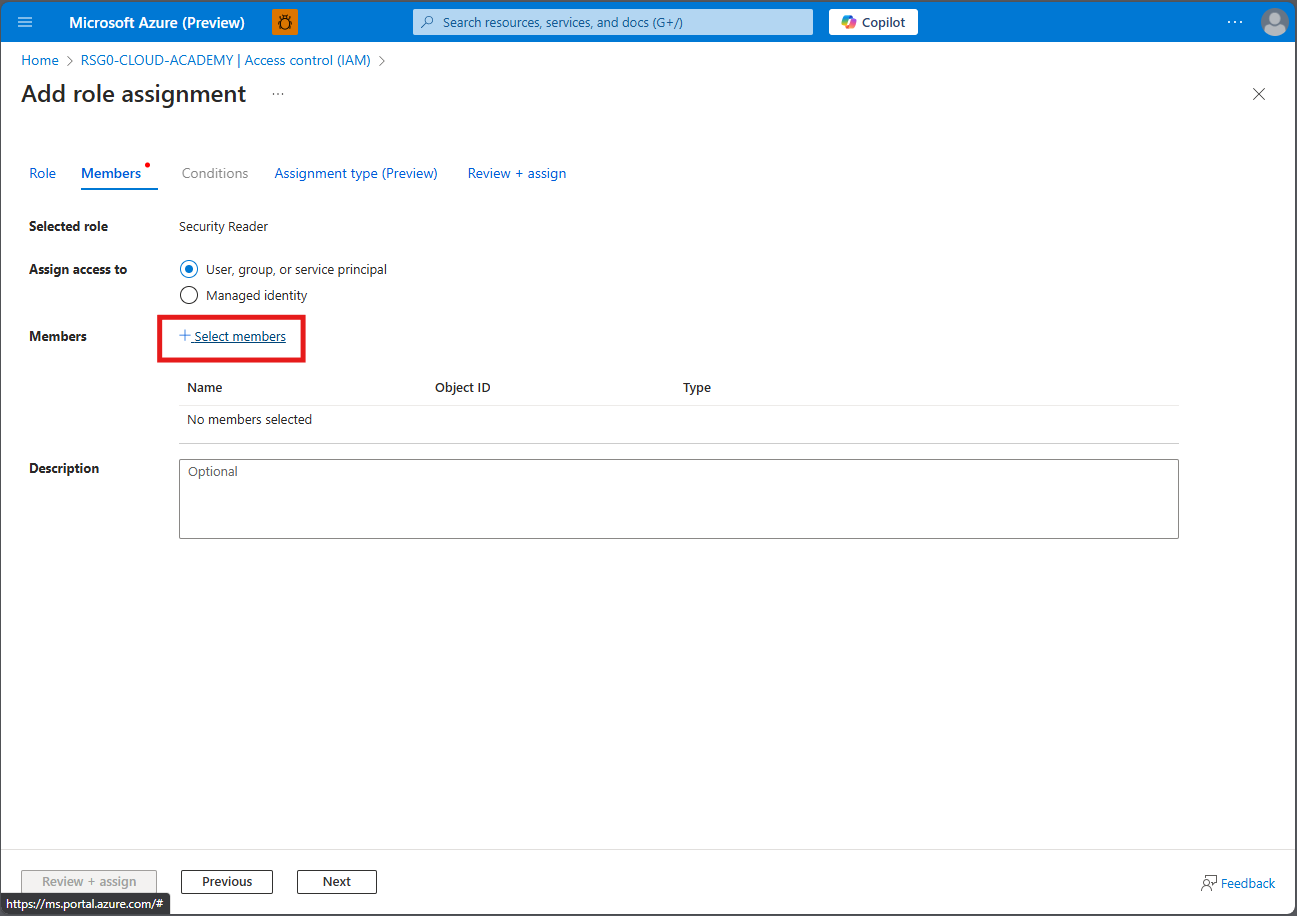 Microsoft Azure (Preview)
Search resources, services, and docs (G+/)
Copilot
Home > RSG0-CLOUD-ACADEMY | Access control (IAM) >
Add role assignment ...
Role Members Conditions Assignment type (Preview) Review + assign
Selected role Security Reader
Assign access to User, group, or service principal
Managed identity
Members + Select members
Name Object ID Type
No members selected
Description Optional
Review + assign Previous Next
Feedback
https://ms.portal.azure.com/#